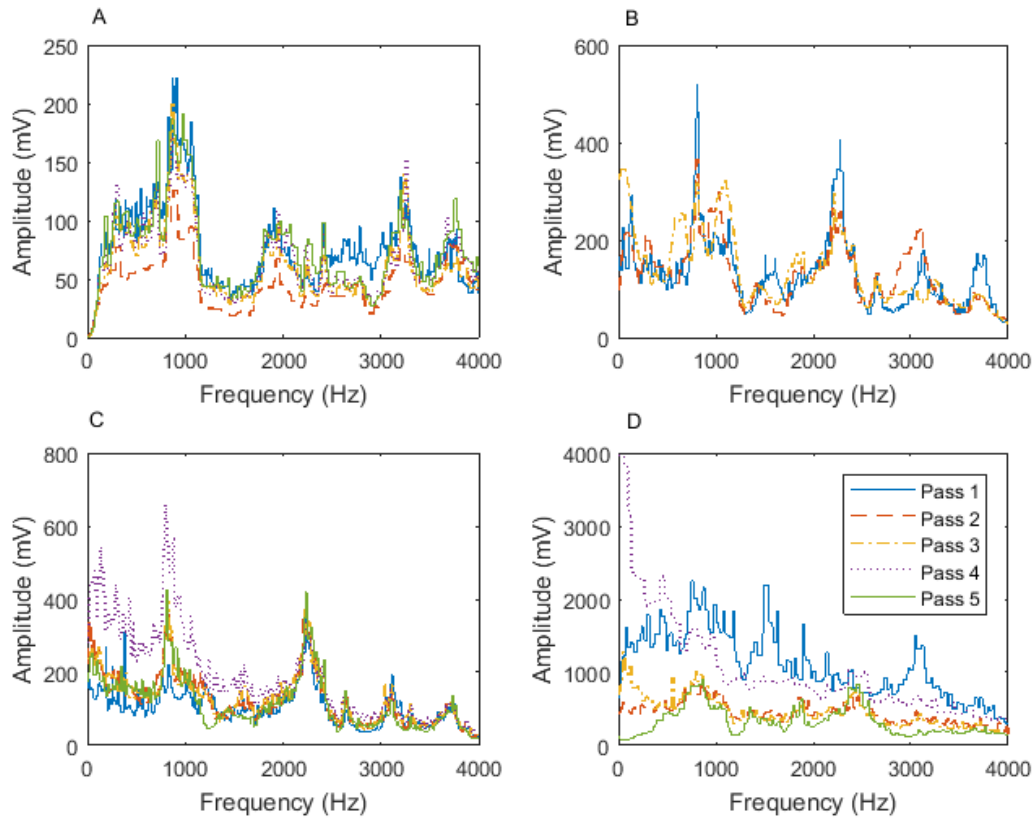 A
250
200
150
100
50
0
Amplitude (mV)
0 1000 2000 3000 4000
Frequency (Hz)
B
600
400
200
0
Amplitude (mV)
0 1000 2000 3000 4000
Frequency (Hz)
C
800
600
400
200
0
Amplitude (mV)
0 1000 2000 3000 4000
Frequency (Hz)
D
4000
3000
2000
1000
0
Amplitude (mV)
0 1000 2000 3000 4000
Frequency (Hz)
Pass 1
Pass 2
Pass 3
Pass 4
Pass 5